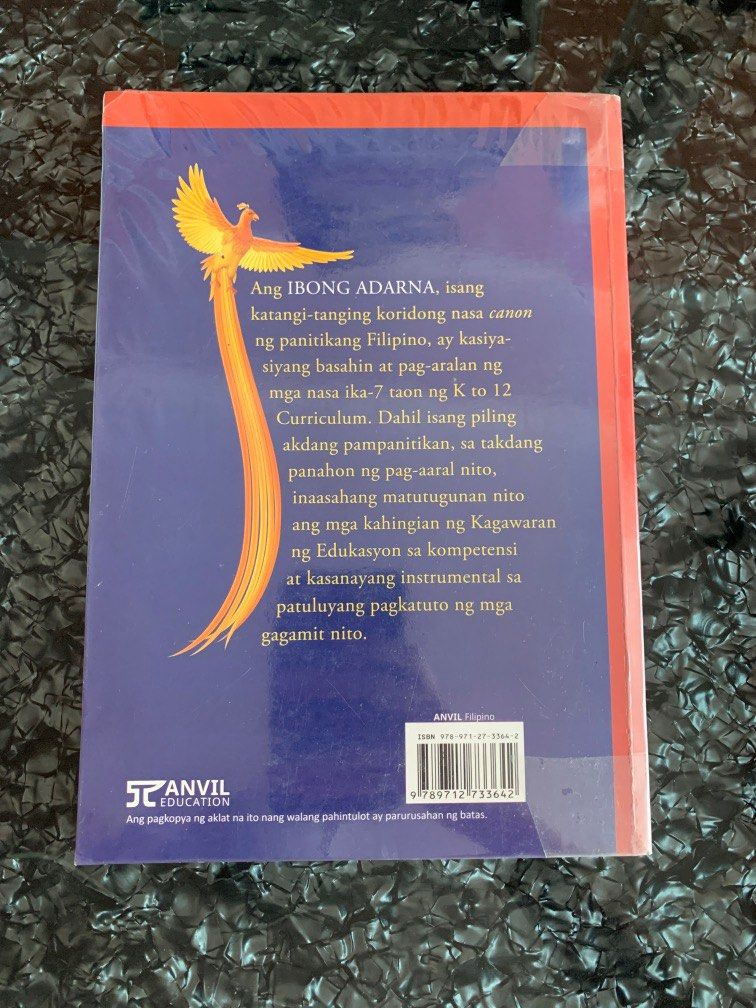 Ang IBONG ADARNA, isang
katangi-tanging koridong nasa canon
ng panitikang Filipino, ay kasiya-
siyang basahin at pag-aralan ng
mga nasa ika-7 taon ng K to 12
Curriculum. Dahil isang piling
akdang pampanitikan, sa takdang
panahon ng pag-aaral nito,
inaasahang matutugunan nito
ang mga kahingian ng Kagawaran
ng Edukasyon sa kompetensi
at kasanayang instrumental sa
patuluyang pagkatuto ng mga
gagamit nito.
ANVIL Filipino
ISBN 978-971-27-3364-2
9 789712 733642
ANVIL
EDUCATION
Ang pagkopya ng aklat na ito nang walang pahintulot ay parurusahan ng batas.